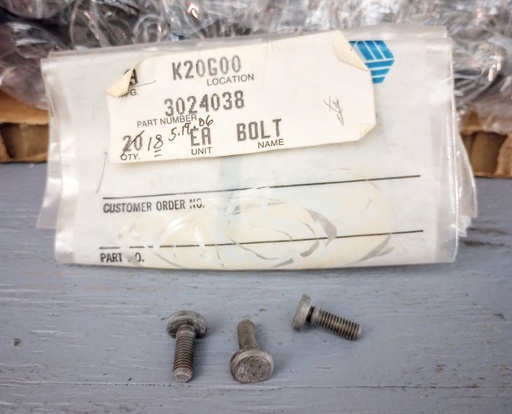 K20G00
LOCATION
3024038
PART NUMBER
20 18 5.19.06 EA BOLT
QTY. UNIT NAME
CUSTOMER ORDER NO.
PART NO.